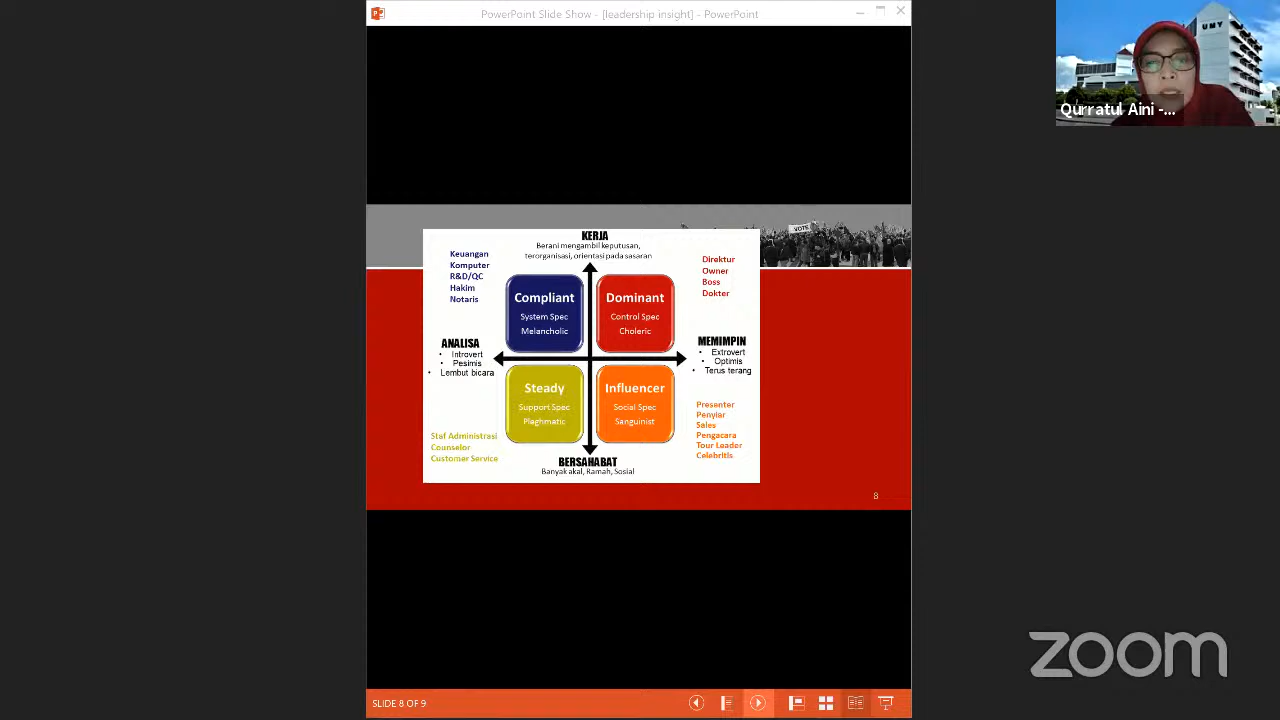 PowerPoint Slide Show - [leadership insight] - PowerPoint
UMY
Qurratul Aini -...
VOTE
KERJA
Berani mengambil keputusan,
terorganisasi, orientasi pada sasaran
Keuangan
Komputer
R&D/QC
Hakim
Notaris
Direktur
Owner
Boss
Dokter
Compliant
System Spec
Melancholic
Dominant
Control Spec
Choleric
ANALISA
• Introvert
• Pesimis
• Lembut bicara
MEMIMPIN
• Extrovert
• Optimis
• Terus terang
Steady
Support Spec
Pleghmatic
Influencer
Social Spec
Sanguinist
Staf Administrasi
Counselor
Customer Service
Presenter
Penyiar
Sales
Pengacara
Tour Leader
Celebritis
BERSAHABAT
Banyak akal, Ramah, Sosial
8
SLIDE 8 OF 9
zoom